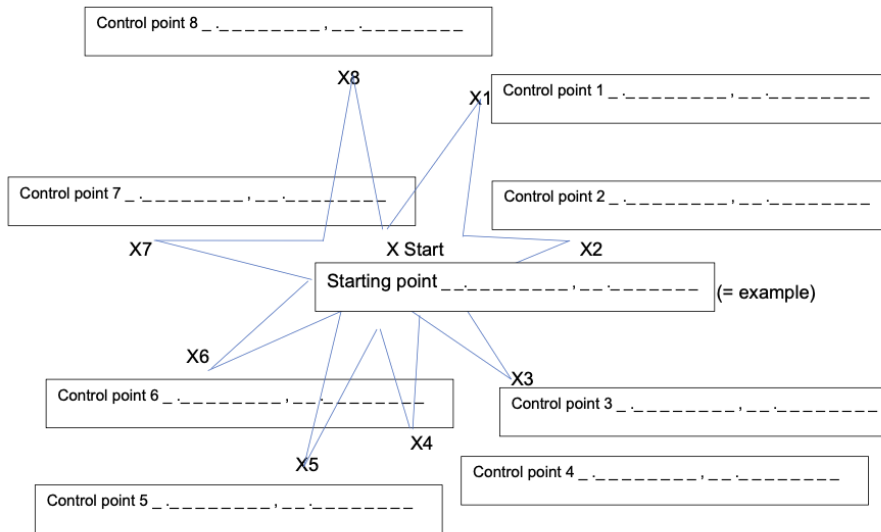 Control point 8 _ ._ _ _ _ _ _ _ _ , _ _ ._ _ _ _ _ _ _ _
X8
X1
Control point 1 _ ._ _ _ _ _ _ _ _ , _ _ ._ _ _ _ _ _ _ _
Control point 7 _ ._ _ _ _ _ _ _ _ , _ _ ._ _ _ _ _ _ _ _
Control point 2 _ ._ _ _ _ _ _ _ _ , _ _ ._ _ _ _ _ _ _ _
X7
X Start
X2
Starting point _ _._ _ _ _ _ _ _ _ , _ _ ._ _ _ _ _ _ _
(= example)
X6
X3
Control point 6 _ ._ _ _ _ _ _ _ _ , _ _ ._ _ _ _ _ _ _ _
Control point 3 _ ._ _ _ _ _ _ _ _ , _ _ ._ _ _ _ _ _ _ _
X4
X5
Control point 4 _ ._ _ _ _ _ _ _ _ , _ _ ._ _ _ _ _ _ _ _
Control point 5 _ ._ _ _ _ _ _ _ _ , _ _ ._ _ _ _ _ _ _ _